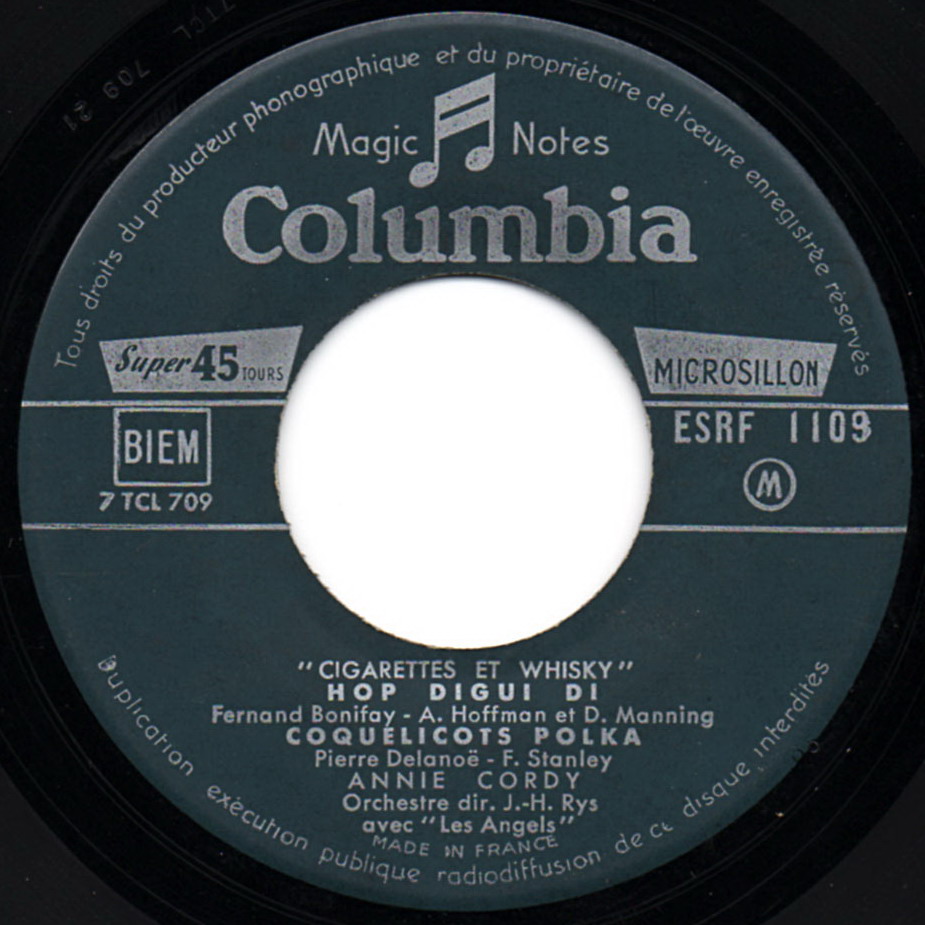 7TCL 709 21
Tous droits du producteur phonographique et du propriétaire de l'œuvre enregistrée réservés
Magic Notes
Columbia
Super 45 TOURS
MICROSILLON
BIEM
7 TCL 709
ESRF 1109
M
"CIGARETTES ET WHISKY"
HOP DIGUI DI
Fernand Bonifay - A. Hoffman et D. Manning
COQUELICOTS POLKA
Pierre Delanoë - F. Stanley
ANNIE CORDY
Orchestre dir. J.-H. Rys
avec "Les Angels"
MADE IN FRANCE
Duplication exécution publique radiodiffusion de ce disque interdites